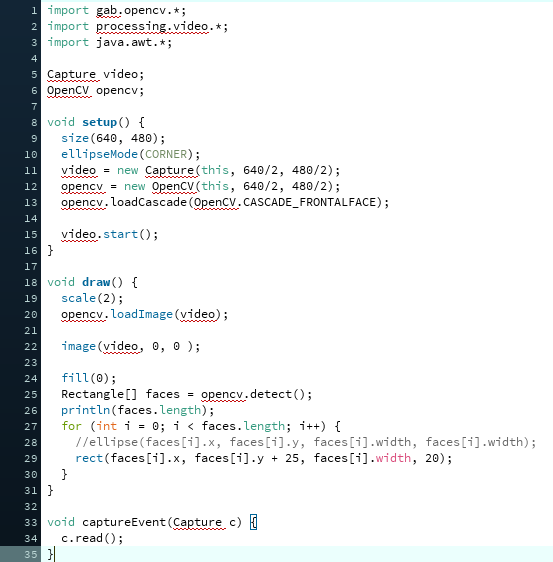 1 import gab.opencv.*;
2 import processing.video.*;
3 import java.awt.*;
4
5 Capture video;
6 OpenCV opencv;
7
8 void setup() {
9   size(640, 480);
10   ellipseMode(CORNER);
11   video = new Capture(this, 640/2, 480/2);
12   opencv = new OpenCV(this, 640/2, 480/2);
13   opencv.loadCascade(OpenCV.CASCADE_FRONTALFACE);
14
15   video.start();
16 }
17
18 void draw() {
19   scale(2);
20   opencv.loadImage(video);
21
22   image(video, 0, 0 );
23
24   fill(0);
25   Rectangle[] faces = opencv.detect();
26   println(faces.length);
27   for (int i = 0; i < faces.length; i++) {
28     //ellipse(faces[i].x, faces[i].y, faces[i].width, faces[i].width);
29     rect(faces[i].x, faces[i].y + 25, faces[i].width, 20);
30   }
31 }
32
33 void captureEvent(Capture c) {
34   c.read();
35 }